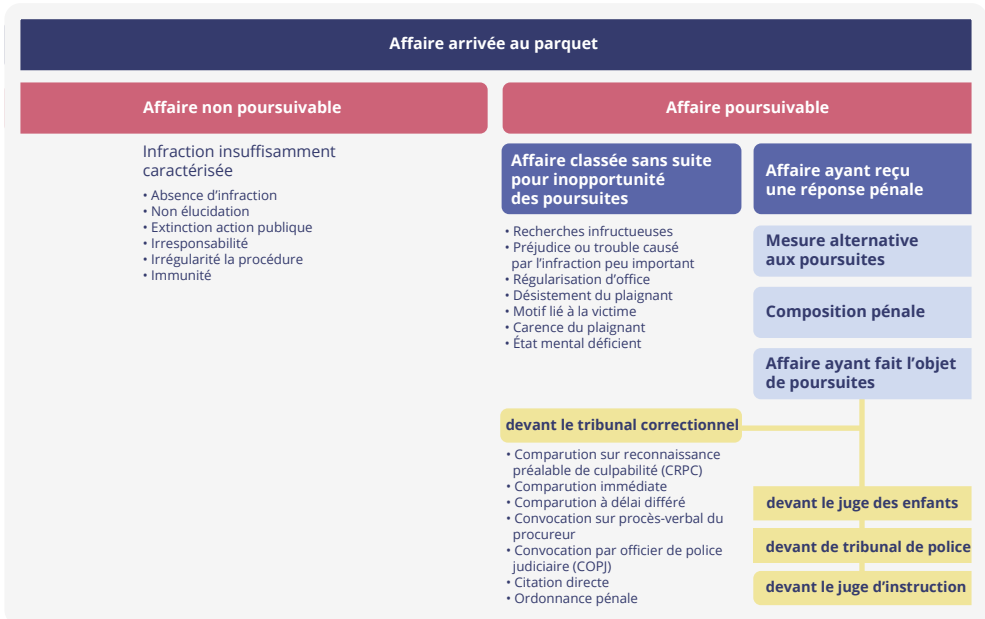 Affaire arrivée au parquet
Affaire non poursuivable
Infraction insuffisamment
caractérisée
• Absence d’infraction
• Non élucidation
• Extinction action publique
• Irresponsabilité
• Irrégularité la procédure
• Immunité
Affaire poursuivable
Affaire classée sans suite
pour inopportunité
des poursuites
• Recherches infructueuses
• Préjudice ou trouble causé
par l’infraction peu important
• Régularisation d’office
• Désistement du plaignant
• Motif lié à la victime
• Carence du plaignant
• État mental déficient
Affaire ayant reçu
une réponse pénale
Mesure alternative
aux poursuites
Composition pénale
Affaire ayant fait l’objet
de poursuites
devant le tribunal correctionnel
• Comparution sur reconnaissance
préalable de culpabilité (CRPC)
• Comparution immédiate
• Comparution à délai différé
• Convocation sur procès-verbal du
procureur
• Convocation par officier de police
judiciaire (COPJ)
• Citation directe
• Ordonnance pénale
devant le juge des enfants
devant de tribunal de police
devant le juge d’instruction